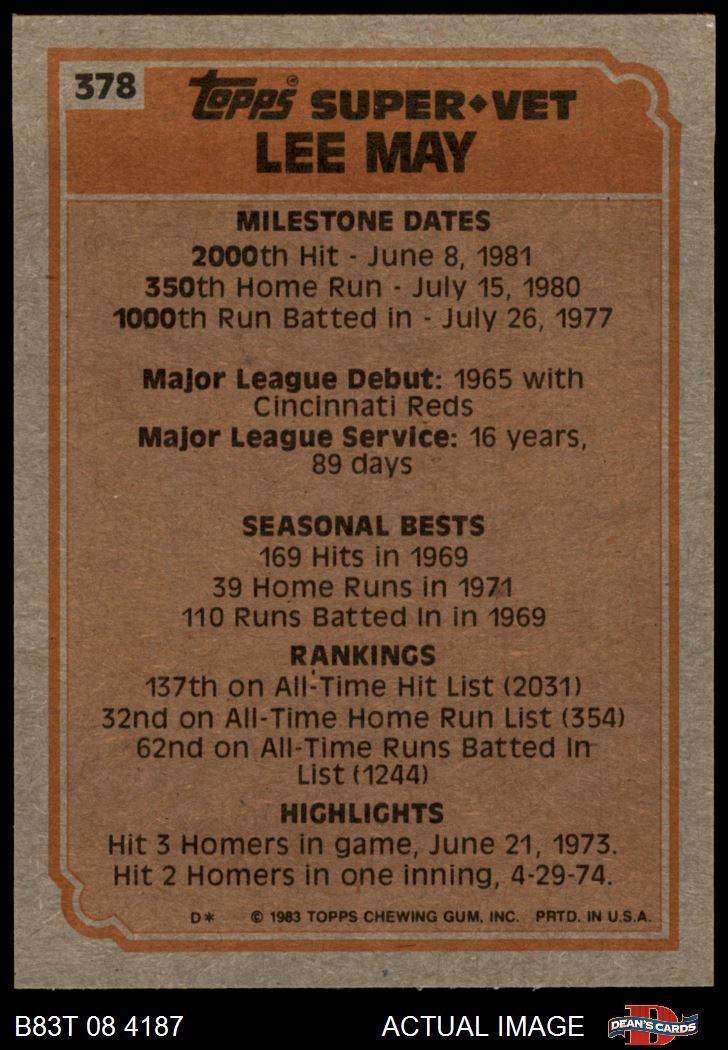 378
Topps® SUPER◆VET
LEE MAY
MILESTONE DATES
2000th Hit - June 8, 1981
350th Home Run - July 15, 1980
1000th Run Batted in - July 26, 1977
Major League Debut: 1965 with
Cincinnati Reds
Major League Service: 16 years,
89 days
SEASONAL BESTS
169 Hits in 1969
39 Home Runs in 1971
110 Runs Batted In in 1969
RANKINGS
137th on All-Time Hit List (2031)
32nd on All-Time Home Run List (354)
62nd on All-Time Runs Batted In
List (1244)
HIGHLIGHTS
Hit 3 Homers in game, June 21, 1973.
Hit 2 Homers in one inning, 4-29-74.
D* © 1983 TOPPS CHEWING GUM, INC. PRTD. IN U.S.A.
B83T 08 4187 ACTUAL IMAGE D DEAN'S CARDS